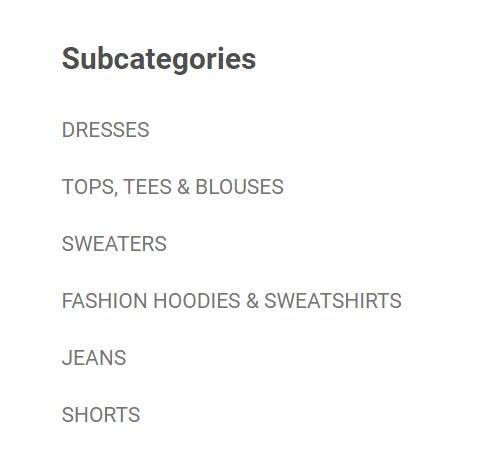 Subcategories
DRESSES
TOPS, TEES & BLOUSES
SWEATERS
FASHION HOODIES & SWEATSHIRTS
JEANS
SHORTS